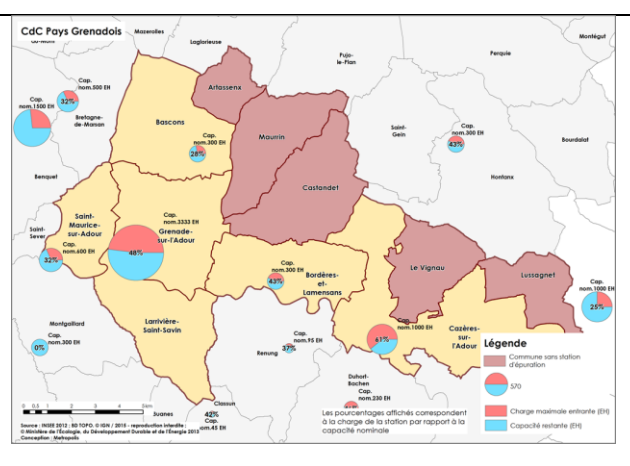 CdC Pays Grenadois
Mazerolles
Laglorieuse
Pujo-
le-Plan
Perquie
Montégut
Artassenx
Cap.
nom.500 EH
32%
Cap.
nom.1500 EH
Bretagne-
de-Marsan
Bascons
Cap.
nom.300 EH
28%
Maurrin
Saint-
Gein
Cap.
nom.300 EH
43%
Bourdalat
Hontanx
Benquet
Castandet
Saint-
Maurice-
sur-Adour
Grenade-
sur-l'Adour
Cap.
nom.3333 EH
48%
Saint-
Sever
Cap.
nom.600 EH
32%
Cap.
nom.300 EH
43%
Bordères-
et-
Lamensans
Le Vignau
Lussagnet
Cap.
nom.1000 EH
25%
Larrivière-
Saint-Savin
Montgaillard
Cap.
nom.300 EH
0%
Renung
Cap.
nom.95 EH
37%
Cap.
nom.1000 EH
61%
Cazères-
sur-
l'Adour
Duhort-
Bachen
Cap.
nom.250 EH
Classun
42%
Cap.
nom.45 EH
Légende
Commune sans station
d'épuration
570
Charge maximale entrante (EH)
Capacité restante (EH)
Les pourcentages affichés correspondent
à la charge de la station par rapport à la
capacité nominale
Source : INSEE 2012 ; BD TOPO, © IGN / 2015 - reproduction interdite ;
© Ministère de l'Écologie, du Développement Durable et de l'Énergie 2013
Conception : Metropolis